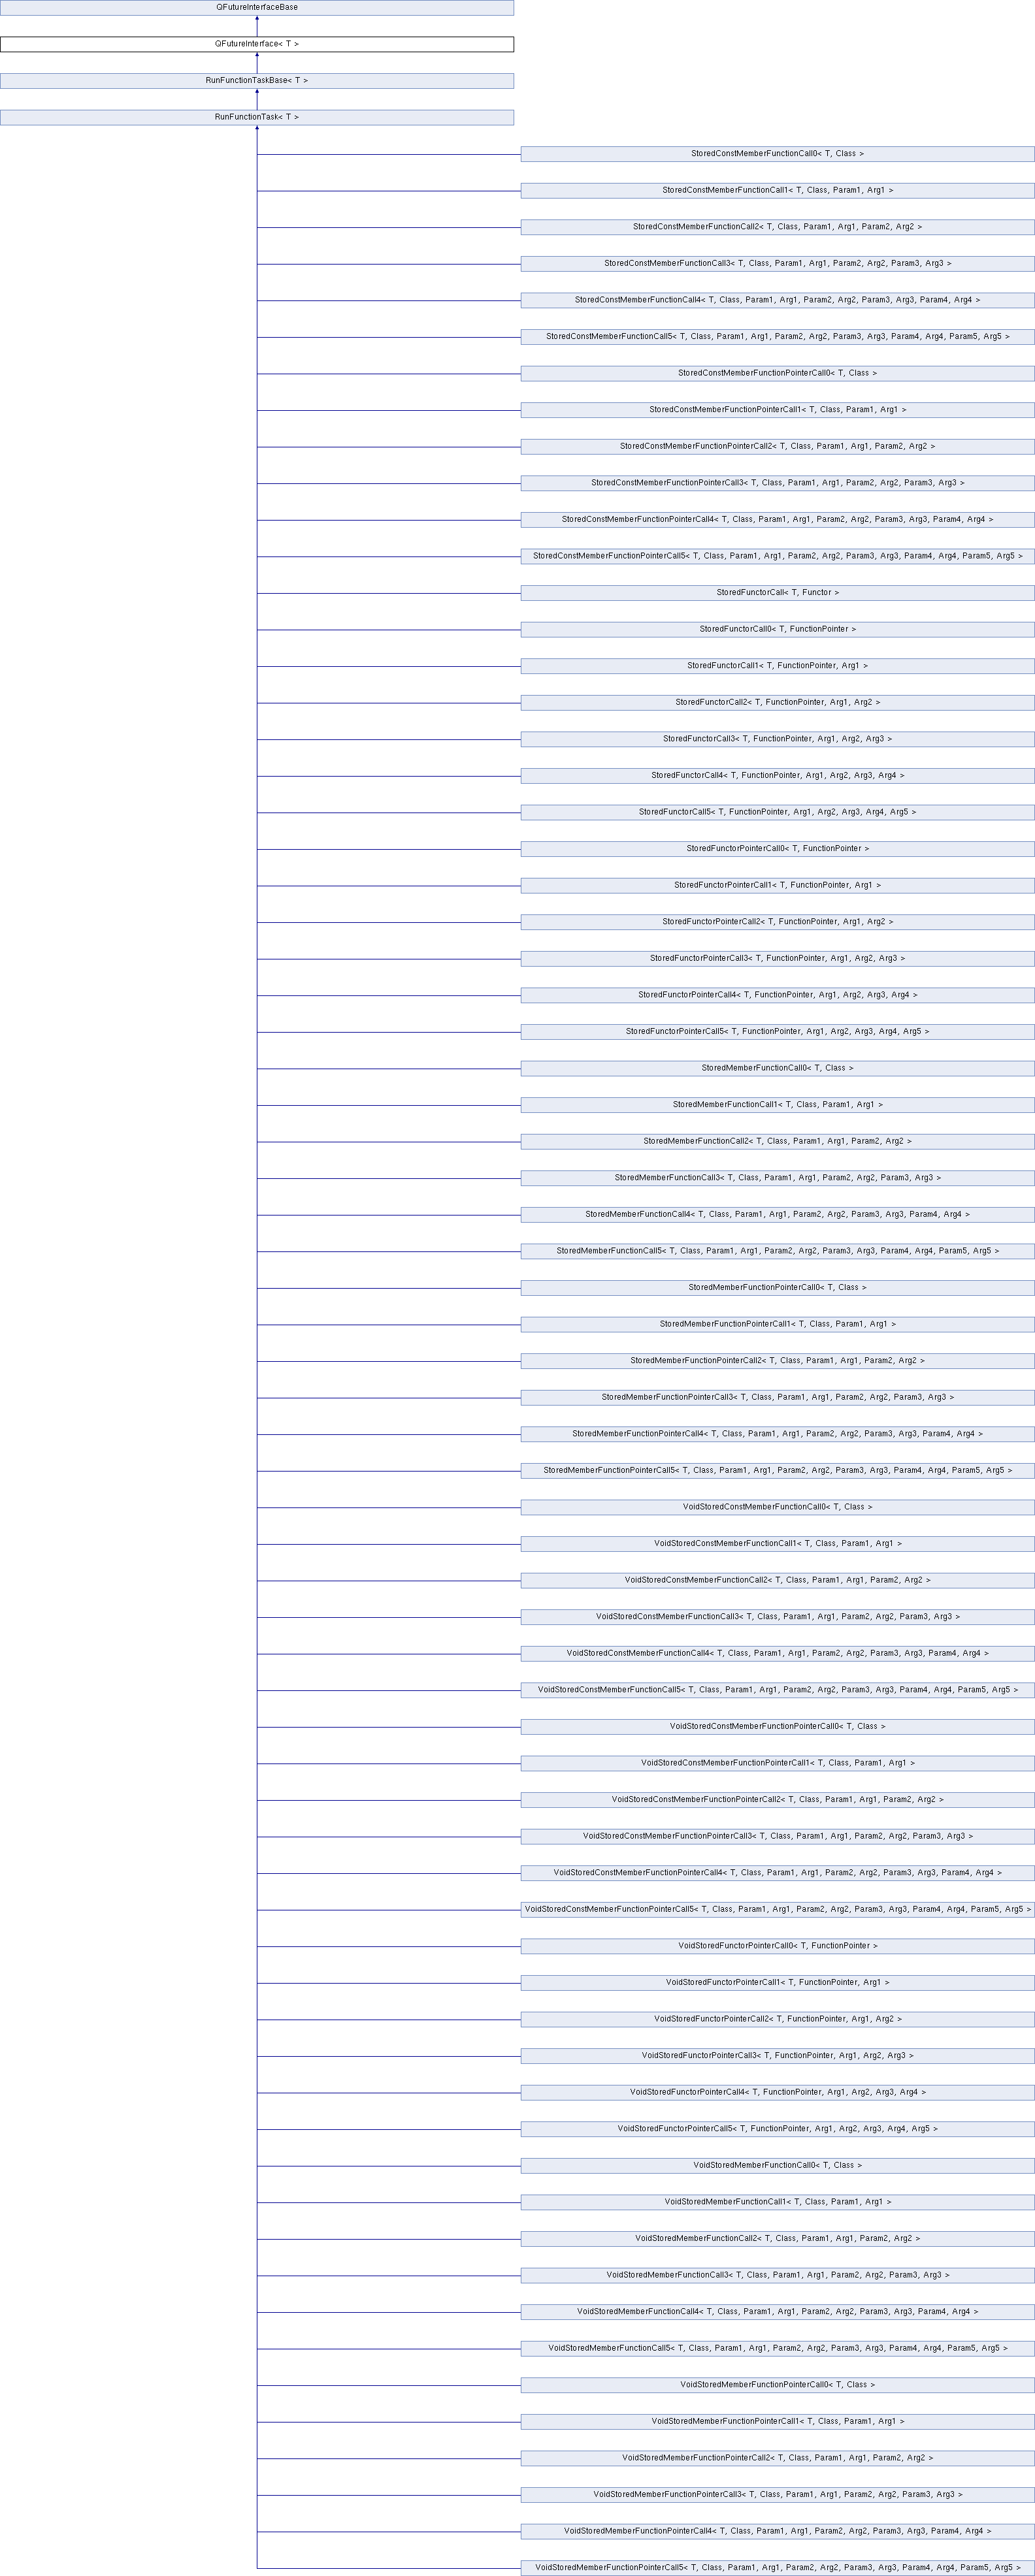 QFutureInterfaceBase
QFutureInterface< T >
RunFunctionTaskBase< T >
RunFunctionTask< T >
StoredConstMemberFunctionCall0< T, Class >
StoredConstMemberFunctionCall1< T, Class, Param1, Arg1 >
StoredConstMemberFunctionCall2< T, Class, Param1, Arg1, Param2, Arg2 >
StoredConstMemberFunctionCall3< T, Class, Param1, Arg1, Param2, Arg2, Param3, Arg3 >
StoredConstMemberFunctionCall4< T, Class, Param1, Arg1, Param2, Arg2, Param3, Arg3, Param4, Arg4 >
StoredConstMemberFunctionCall5< T, Class, Param1, Arg1, Param2, Arg2, Param3, Arg3, Param4, Arg4, Param5, Arg5 >
StoredConstMemberFunctionPointerCall0< T, Class >
StoredConstMemberFunctionPointerCall1< T, Class, Param1, Arg1 >
StoredConstMemberFunctionPointerCall2< T, Class, Param1, Arg1, Param2, Arg2 >
StoredConstMemberFunctionPointerCall3< T, Class, Param1, Arg1, Param2, Arg2, Param3, Arg3 >
StoredConstMemberFunctionPointerCall4< T, Class, Param1, Arg1, Param2, Arg2, Param3, Arg3, Param4, Arg4 >
StoredConstMemberFunctionPointerCall5< T, Class, Param1, Arg1, Param2, Arg2, Param3, Arg3, Param4, Arg4, Param5, Arg5 >
StoredFunctorCall< T, Functor >
StoredFunctorCall0< T, FunctionPointer >
StoredFunctorCall1< T, FunctionPointer, Arg1 >
StoredFunctorCall2< T, FunctionPointer, Arg1, Arg2 >
StoredFunctorCall3< T, FunctionPointer, Arg1, Arg2, Arg3 >
StoredFunctorCall4< T, FunctionPointer, Arg1, Arg2, Arg3, Arg4 >
StoredFunctorCall5< T, FunctionPointer, Arg1, Arg2, Arg3, Arg4, Arg5 >
StoredFunctorPointerCall0< T, FunctionPointer >
StoredFunctorPointerCall1< T, FunctionPointer, Arg1 >
StoredFunctorPointerCall2< T, FunctionPointer, Arg1, Arg2 >
StoredFunctorPointerCall3< T, FunctionPointer, Arg1, Arg2, Arg3 >
StoredFunctorPointerCall4< T, FunctionPointer, Arg1, Arg2, Arg3, Arg4 >
StoredFunctorPointerCall5< T, FunctionPointer, Arg1, Arg2, Arg3, Arg4, Arg5 >
StoredMemberFunctionCall0< T, Class >
StoredMemberFunctionCall1< T, Class, Param1, Arg1 >
StoredMemberFunctionCall2< T, Class, Param1, Arg1, Param2, Arg2 >
StoredMemberFunctionCall3< T, Class, Param1, Arg1, Param2, Arg2, Param3, Arg3 >
StoredMemberFunctionCall4< T, Class, Param1, Arg1, Param2, Arg2, Param3, Arg3, Param4, Arg4 >
StoredMemberFunctionCall5< T, Class, Param1, Arg1, Param2, Arg2, Param3, Arg3, Param4, Arg4, Param5, Arg5 >
StoredMemberFunctionPointerCall0< T, Class >
StoredMemberFunctionPointerCall1< T, Class, Param1, Arg1 >
StoredMemberFunctionPointerCall2< T, Class, Param1, Arg1, Param2, Arg2 >
StoredMemberFunctionPointerCall3< T, Class, Param1, Arg1, Param2, Arg2, Param3, Arg3 >
StoredMemberFunctionPointerCall4< T, Class, Param1, Arg1, Param2, Arg2, Param3, Arg3, Param4, Arg4 >
StoredMemberFunctionPointerCall5< T, Class, Param1, Arg1, Param2, Arg2, Param3, Arg3, Param4, Arg4, Param5, Arg5 >
VoidStoredConstMemberFunctionCall0< T, Class >
VoidStoredConstMemberFunctionCall1< T, Class, Param1, Arg1 >
VoidStoredConstMemberFunctionCall2< T, Class, Param1, Arg1, Param2, Arg2 >
VoidStoredConstMemberFunctionCall3< T, Class, Param1, Arg1, Param2, Arg2, Param3, Arg3 >
VoidStoredConstMemberFunctionCall4< T, Class, Param1, Arg1, Param2, Arg2, Param3, Arg3, Param4, Arg4 >
VoidStoredConstMemberFunctionCall5< T, Class, Param1, Arg1, Param2, Arg2, Param3, Arg3, Param4, Arg4, Param5, Arg5 >
VoidStoredConstMemberFunctionPointerCall0< T, Class >
VoidStoredConstMemberFunctionPointerCall1< T, Class, Param1, Arg1 >
VoidStoredConstMemberFunctionPointerCall2< T, Class, Param1, Arg1, Param2, Arg2 >
VoidStoredConstMemberFunctionPointerCall3< T, Class, Param1, Arg1, Param2, Arg2, Param3, Arg3 >
VoidStoredConstMemberFunctionPointerCall4< T, Class, Param1, Arg1, Param2, Arg2, Param3, Arg3, Param4, Arg4 >
VoidStoredConstMemberFunctionPointerCall5< T, Class, Param1, Arg1, Param2, Arg2, Param3, Arg3, Param4, Arg4, Param5, Arg5 >
VoidStoredFunctorPointerCall0< T, FunctionPointer >
VoidStoredFunctorPointerCall1< T, FunctionPointer, Arg1 >
VoidStoredFunctorPointerCall2< T, FunctionPointer, Arg1, Arg2 >
VoidStoredFunctorPointerCall3< T, FunctionPointer, Arg1, Arg2, Arg3 >
VoidStoredFunctorPointerCall4< T, FunctionPointer, Arg1, Arg2, Arg3, Arg4 >
VoidStoredFunctorPointerCall5< T, FunctionPointer, Arg1, Arg2, Arg3, Arg4, Arg5 >
VoidStoredMemberFunctionCall0< T, Class >
VoidStoredMemberFunctionCall1< T, Class, Param1, Arg1 >
VoidStoredMemberFunctionCall2< T, Class, Param1, Arg1, Param2, Arg2 >
VoidStoredMemberFunctionCall3< T, Class, Param1, Arg1, Param2, Arg2, Param3, Arg3 >
VoidStoredMemberFunctionCall4< T, Class, Param1, Arg1, Param2, Arg2, Param3, Arg3, Param4, Arg4 >
VoidStoredMemberFunctionCall5< T, Class, Param1, Arg1, Param2, Arg2, Param3, Arg3, Param4, Arg4, Param5, Arg5 >
VoidStoredMemberFunctionPointerCall0< T, Class >
VoidStoredMemberFunctionPointerCall1< T, Class, Param1, Arg1 >
VoidStoredMemberFunctionPointerCall2< T, Class, Param1, Arg1, Param2, Arg2 >
VoidStoredMemberFunctionPointerCall3< T, Class, Param1, Arg1, Param2, Arg2, Param3, Arg3 >
VoidStoredMemberFunctionPointerCall4< T, Class, Param1, Arg1, Param2, Arg2, Param3, Arg3, Param4, Arg4 >
VoidStoredMemberFunctionPointerCall5< T, Class, Param1, Arg1, Param2, Arg2, Param3, Arg3, Param4, Arg4, Param5, Arg5 >